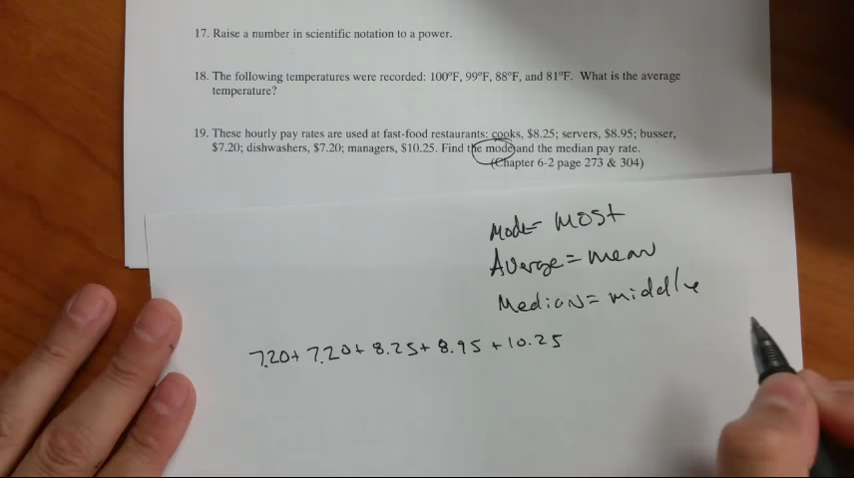 17. Raise a number in scientific notation to a power.
18. The following temperatures were recorded: 100°F, 99°F, 88°F, and 81°F. What is the average
temperature?
19. These hourly pay rates are used at fast-food restaurants: cooks, $8.25; servers, $8.95; busser,
$7.20; dishwashers, $7.20; managers, $10.25. Find the mode and the median pay rate.
(Chapter 6-2 page 273 & 304)
Mode= MOST
Averge = mean
Median = middle
7.20+ 7.20+ 8.25+ 8.95 + 10.25